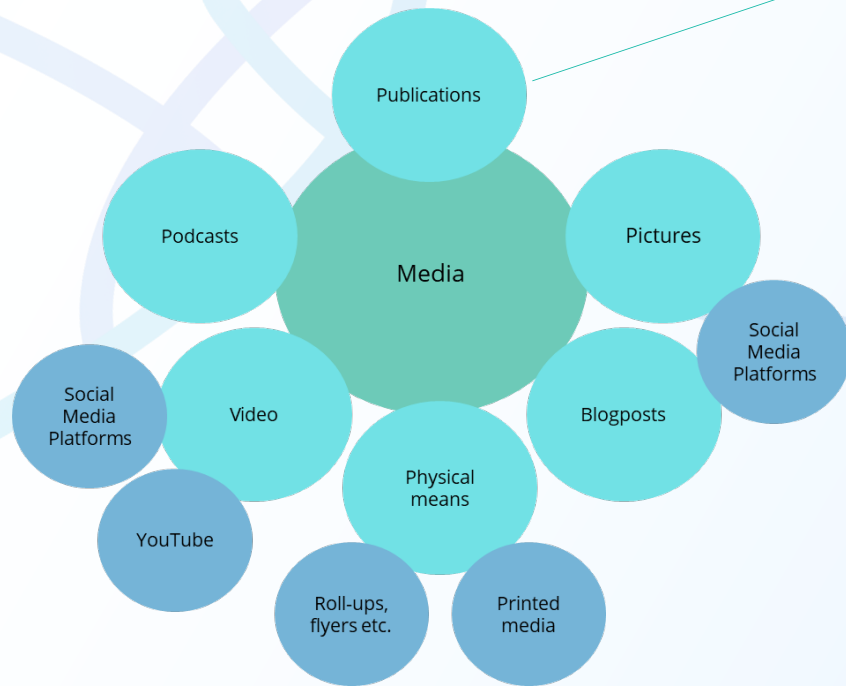 Publications
Podcasts
Pictures
Media
Social
Media
Platforms
Social
Media
Platforms
Video
Blogposts
Physical
means
YouTube
Roll-ups,
flyers etc.
Printed
media